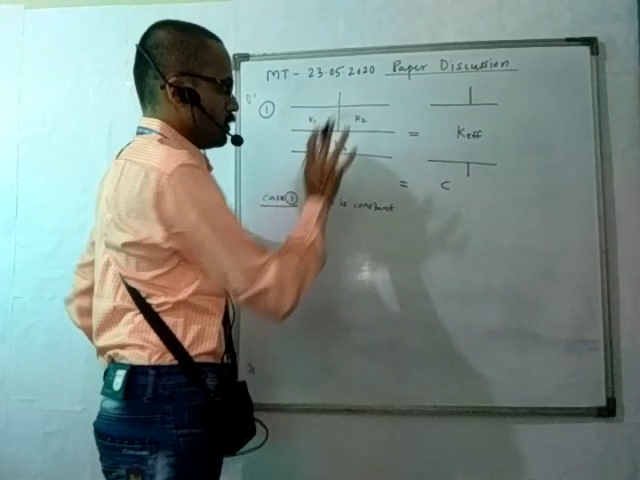 MT - 23.05.2020 Paper Discussion
①
K₁ K₂ = Keff
= C
case ① is constant